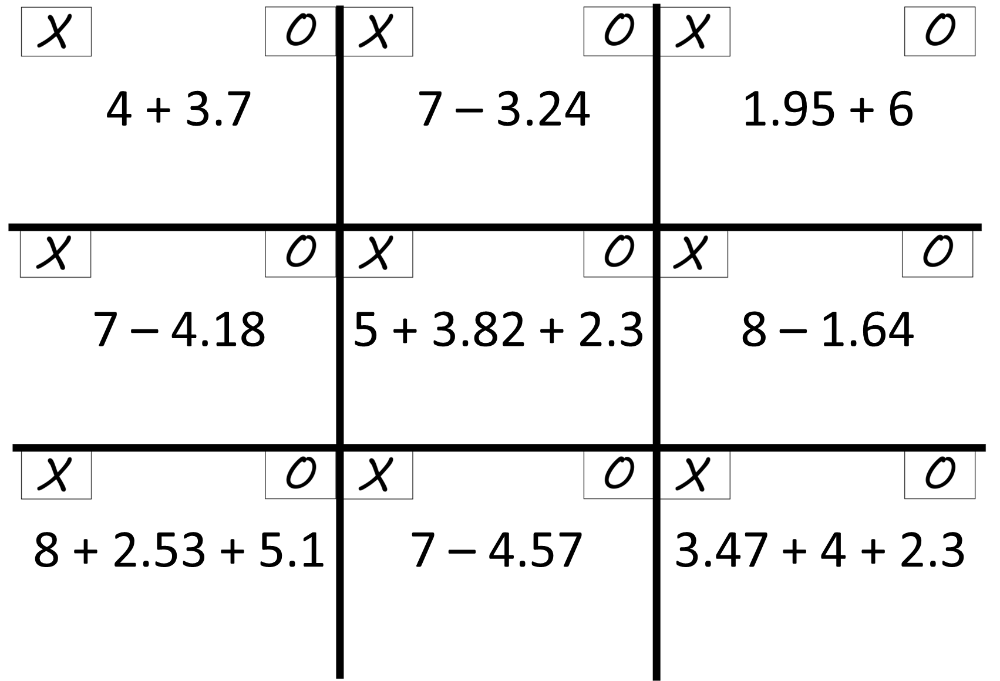 X O X O X O
4 + 3.7 7 – 3.24 1.95 + 6
X O X O X O
7 – 4.18 5 + 3.82 + 2.3 8 – 1.64
X O X O X O
8 + 2.53 + 5.1 7 – 4.57 3.47 + 4 + 2.3